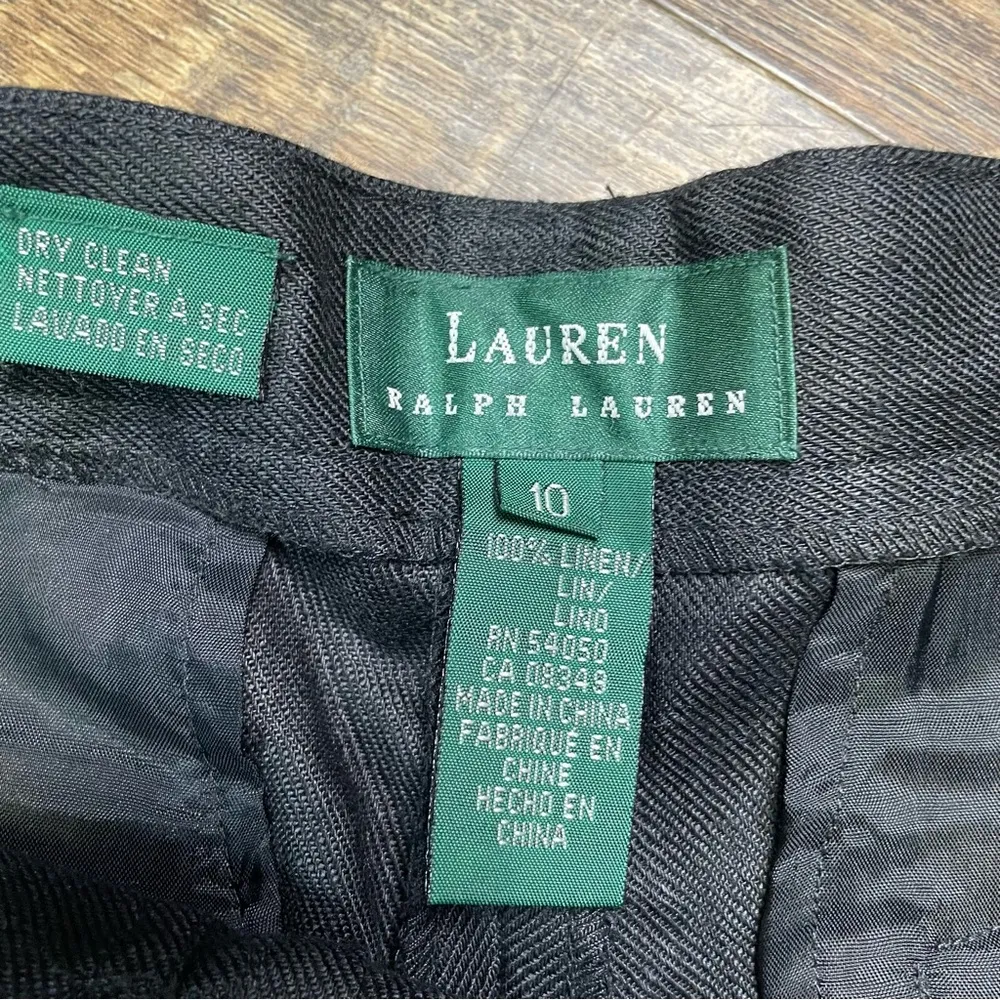 DRY CLEAN
NETTOYER À SEC
LAVADO EN SECO
LAUREN
RALPH LAUREN
10
100% LINEN/
LIN/
LINO
RN 54050
CA 08349
MADE IN CHINA
FABRIQUÉ EN
CHINE
HECHO EN
CHINA